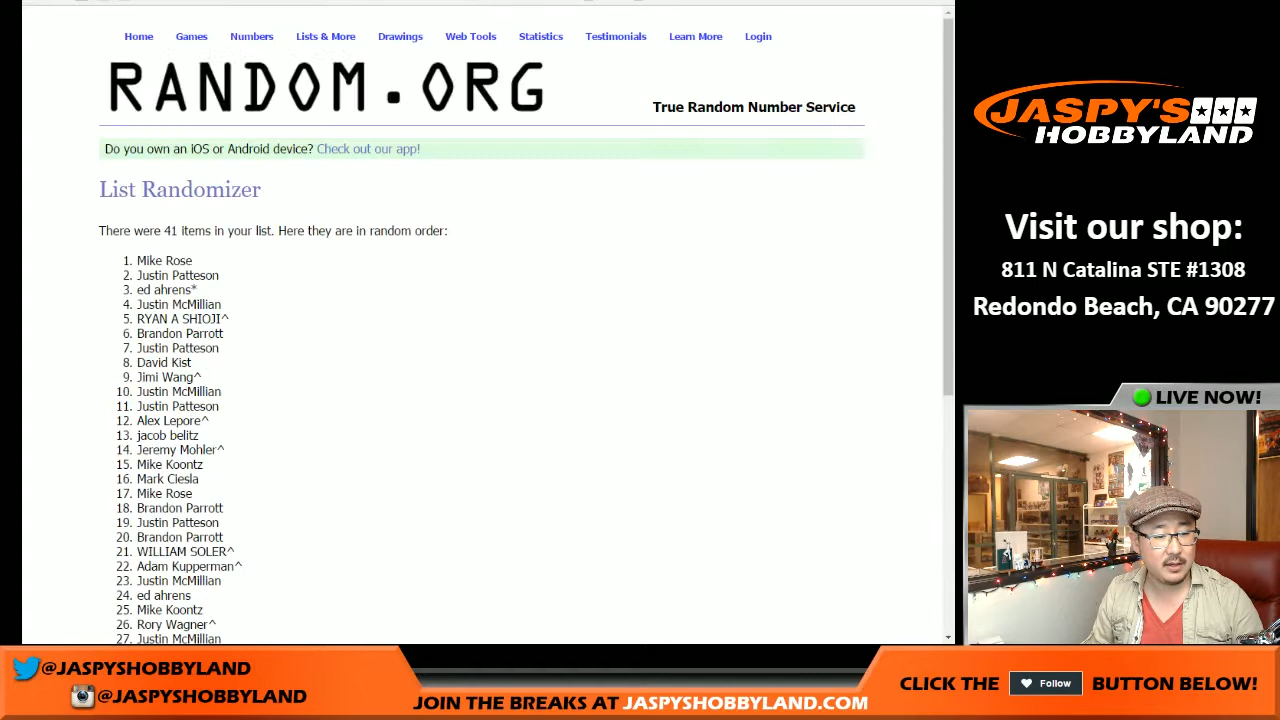 Home Games Numbers Lists & More Drawings Web Tools Statistics Testimonials Learn More Login
RANDOM.ORG
True Random Number Service
Do you own an iOS or Android device? Check out our app!
List Randomizer
There were 41 items in your list. Here they are in random order:
1. Mike Rose
2. Justin Patteson
3. ed ahrens*
4. Justin McMillian
5. RYAN A SHIOJI^
6. Brandon Parrott
7. Justin Patteson
8. David Kist
9. Jimi Wang^
10. Justin McMillian
11. Justin Patteson
12. Alex Lepore^
13. jacob belitz
14. Jeremy Mohler^
15. Mike Koontz
16. Mark Ciesla
17. Mike Rose
18. Brandon Parrott
19. Justin Patteson
20. Brandon Parrott
21. WILLIAM SOLER^
22. Adam Kupperman^
23. Justin McMillian
24. ed ahrens
25. Mike Koontz
26. Rory Wagner^
27. Justin McMillian
JASPY'S
HOBBYLAND
Visit our shop:
811 N Catalina STE #1308
Redondo Beach, CA 90277
LIVE NOW!
@JASPYSHOBBYLAND
@JASPYSHOBBYLAND
JOIN THE BREAKS AT JASPYSHOBBYLAND.COM
CLICK THE Follow BUTTON BELOW!